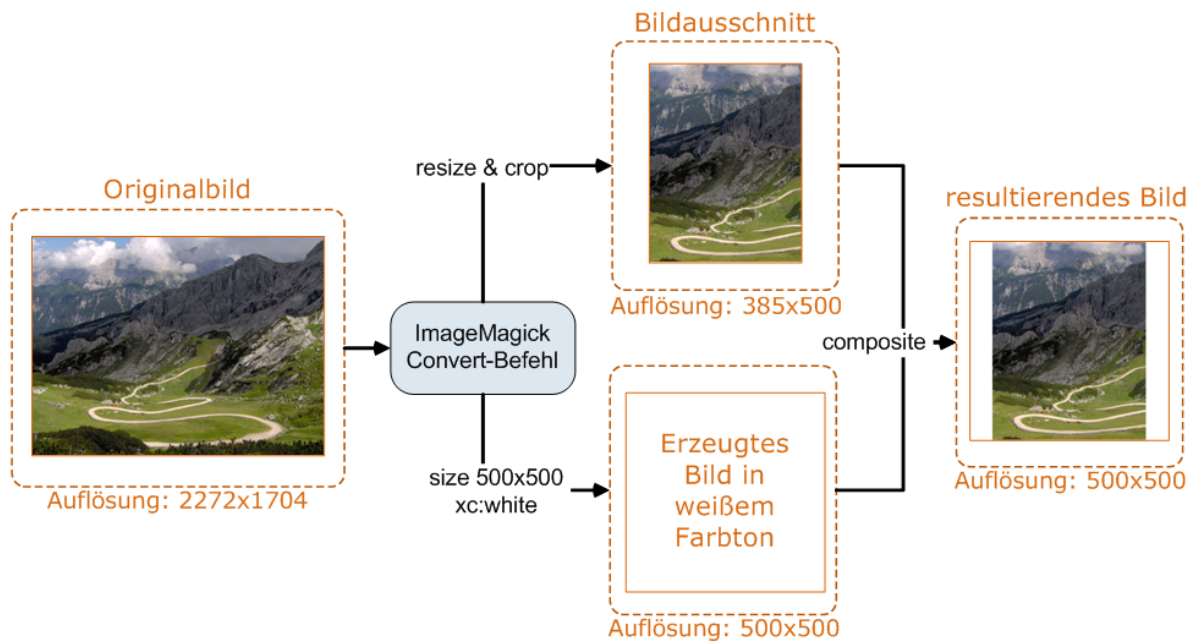 Originalbild
Auflösung: 2272x1704
ImageMagick
Convert-Befehl
resize & crop
Bildausschnitt
Auflösung: 385x500
size 500x500
xc:white
Erzeugtes
Bild in
weißem
Farbton
Auflösung: 500x500
composite
resultierendes Bild
Auflösung: 500x500